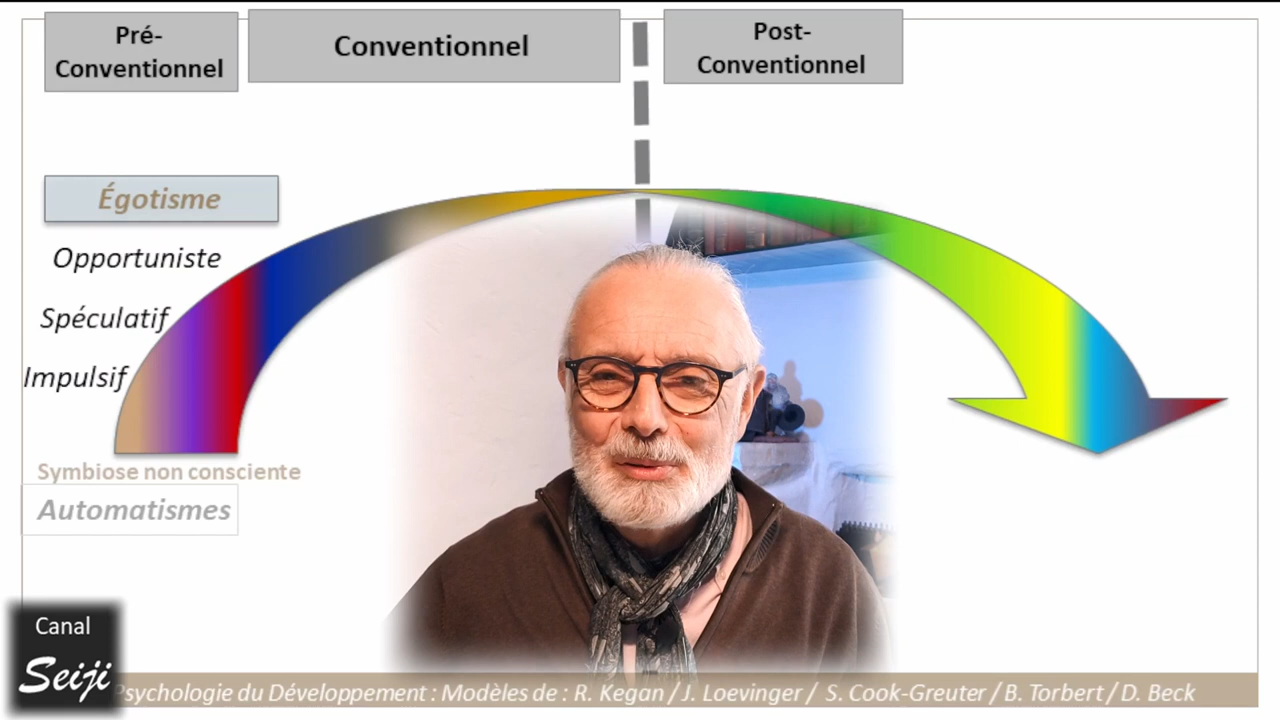 Pré-
Conventionnel
Conventionnel
Post-
Conventionnel
Égotisme
Opportuniste
Spéculatif
Impulsif
Symbiose non consciente
Automatismes
Canal
Seiji
Psychologie du Développement : Modèles de : R. Kegan / J. Loevinger / S. Cook-Greuter / B. Torbert / D. Beck